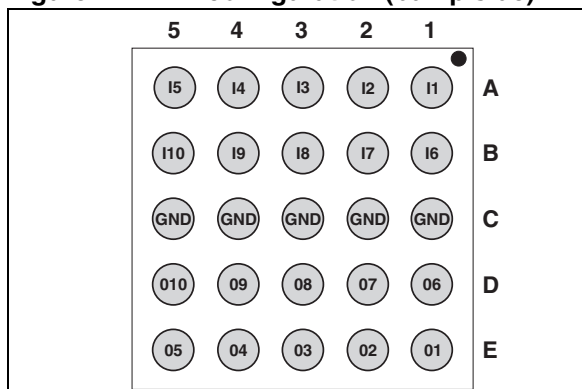 5 4 3 2 1
I5 I4 I3 I2 I1 A
I10 I9 I8 I7 I6 B
GND GND GND GND GND C
010 09 08 07 06 D
05 04 03 02 01 E